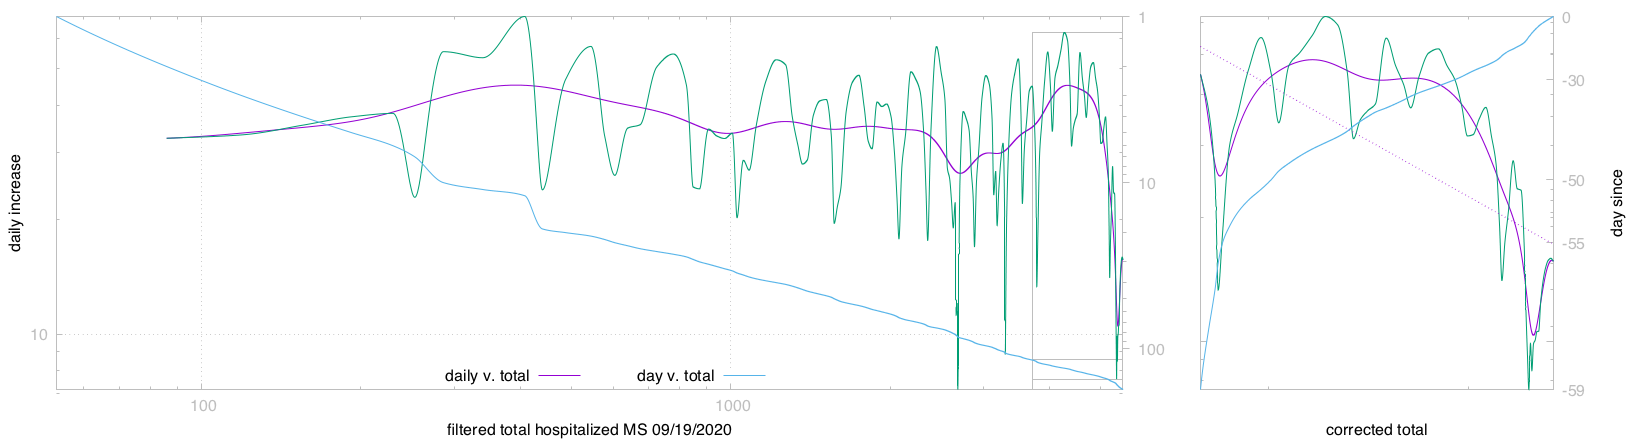 daily increase
10
100
1000
1
10
100
daily v. total
day v. total
filtered total hospitalized MS 09/19/2020
0
-30
-50
-55
-59
day since
corrected total